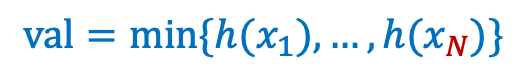 val = min{h(x₁), ..., h(x_N)}